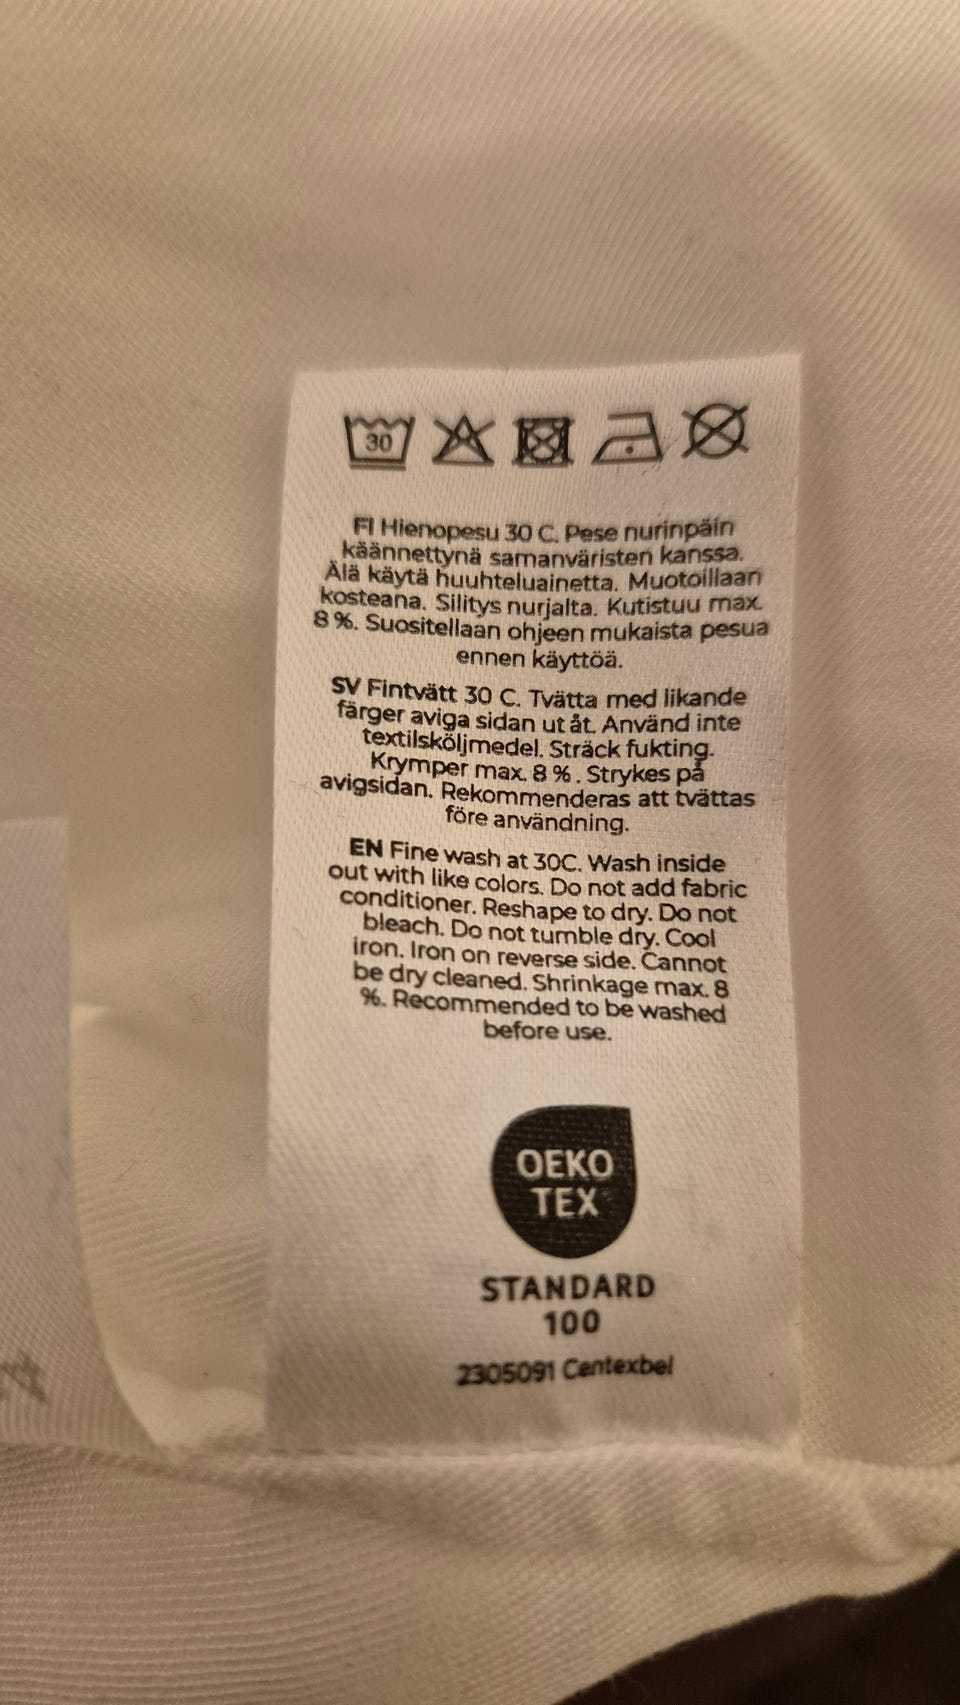 30
FI Hienopesu 30 C. Pese nurinpäin
käännettynä samanväristen kanssa.
Älä käytä huuhteluainetta. Muotoillaan
kosteana. Silitys nurjalta. Kutistuu max.
8 %. Suositellaan ohjeen mukaista pesua
ennen käyttöä.
SV Fintvätt 30 C. Tvätta med likande
färger aviga sidan ut åt. Använd inte
textilsköljmedel. Sträck fukting.
Krymper max. 8 % . Strykes på
avigsidan. Rekommenderas att tvättas
före användning.
EN Fine wash at 30C. Wash inside
out with like colors. Do not add fabric
conditioner. Reshape to dry. Do not
bleach. Do not tumble dry. Cool
iron. Iron on reverse side. Cannot
be dry cleaned. Shrinkage max. 8
%. Recommended to be washed
before use.
OEKO
TEX
STANDARD
100
2305091 Centexbel